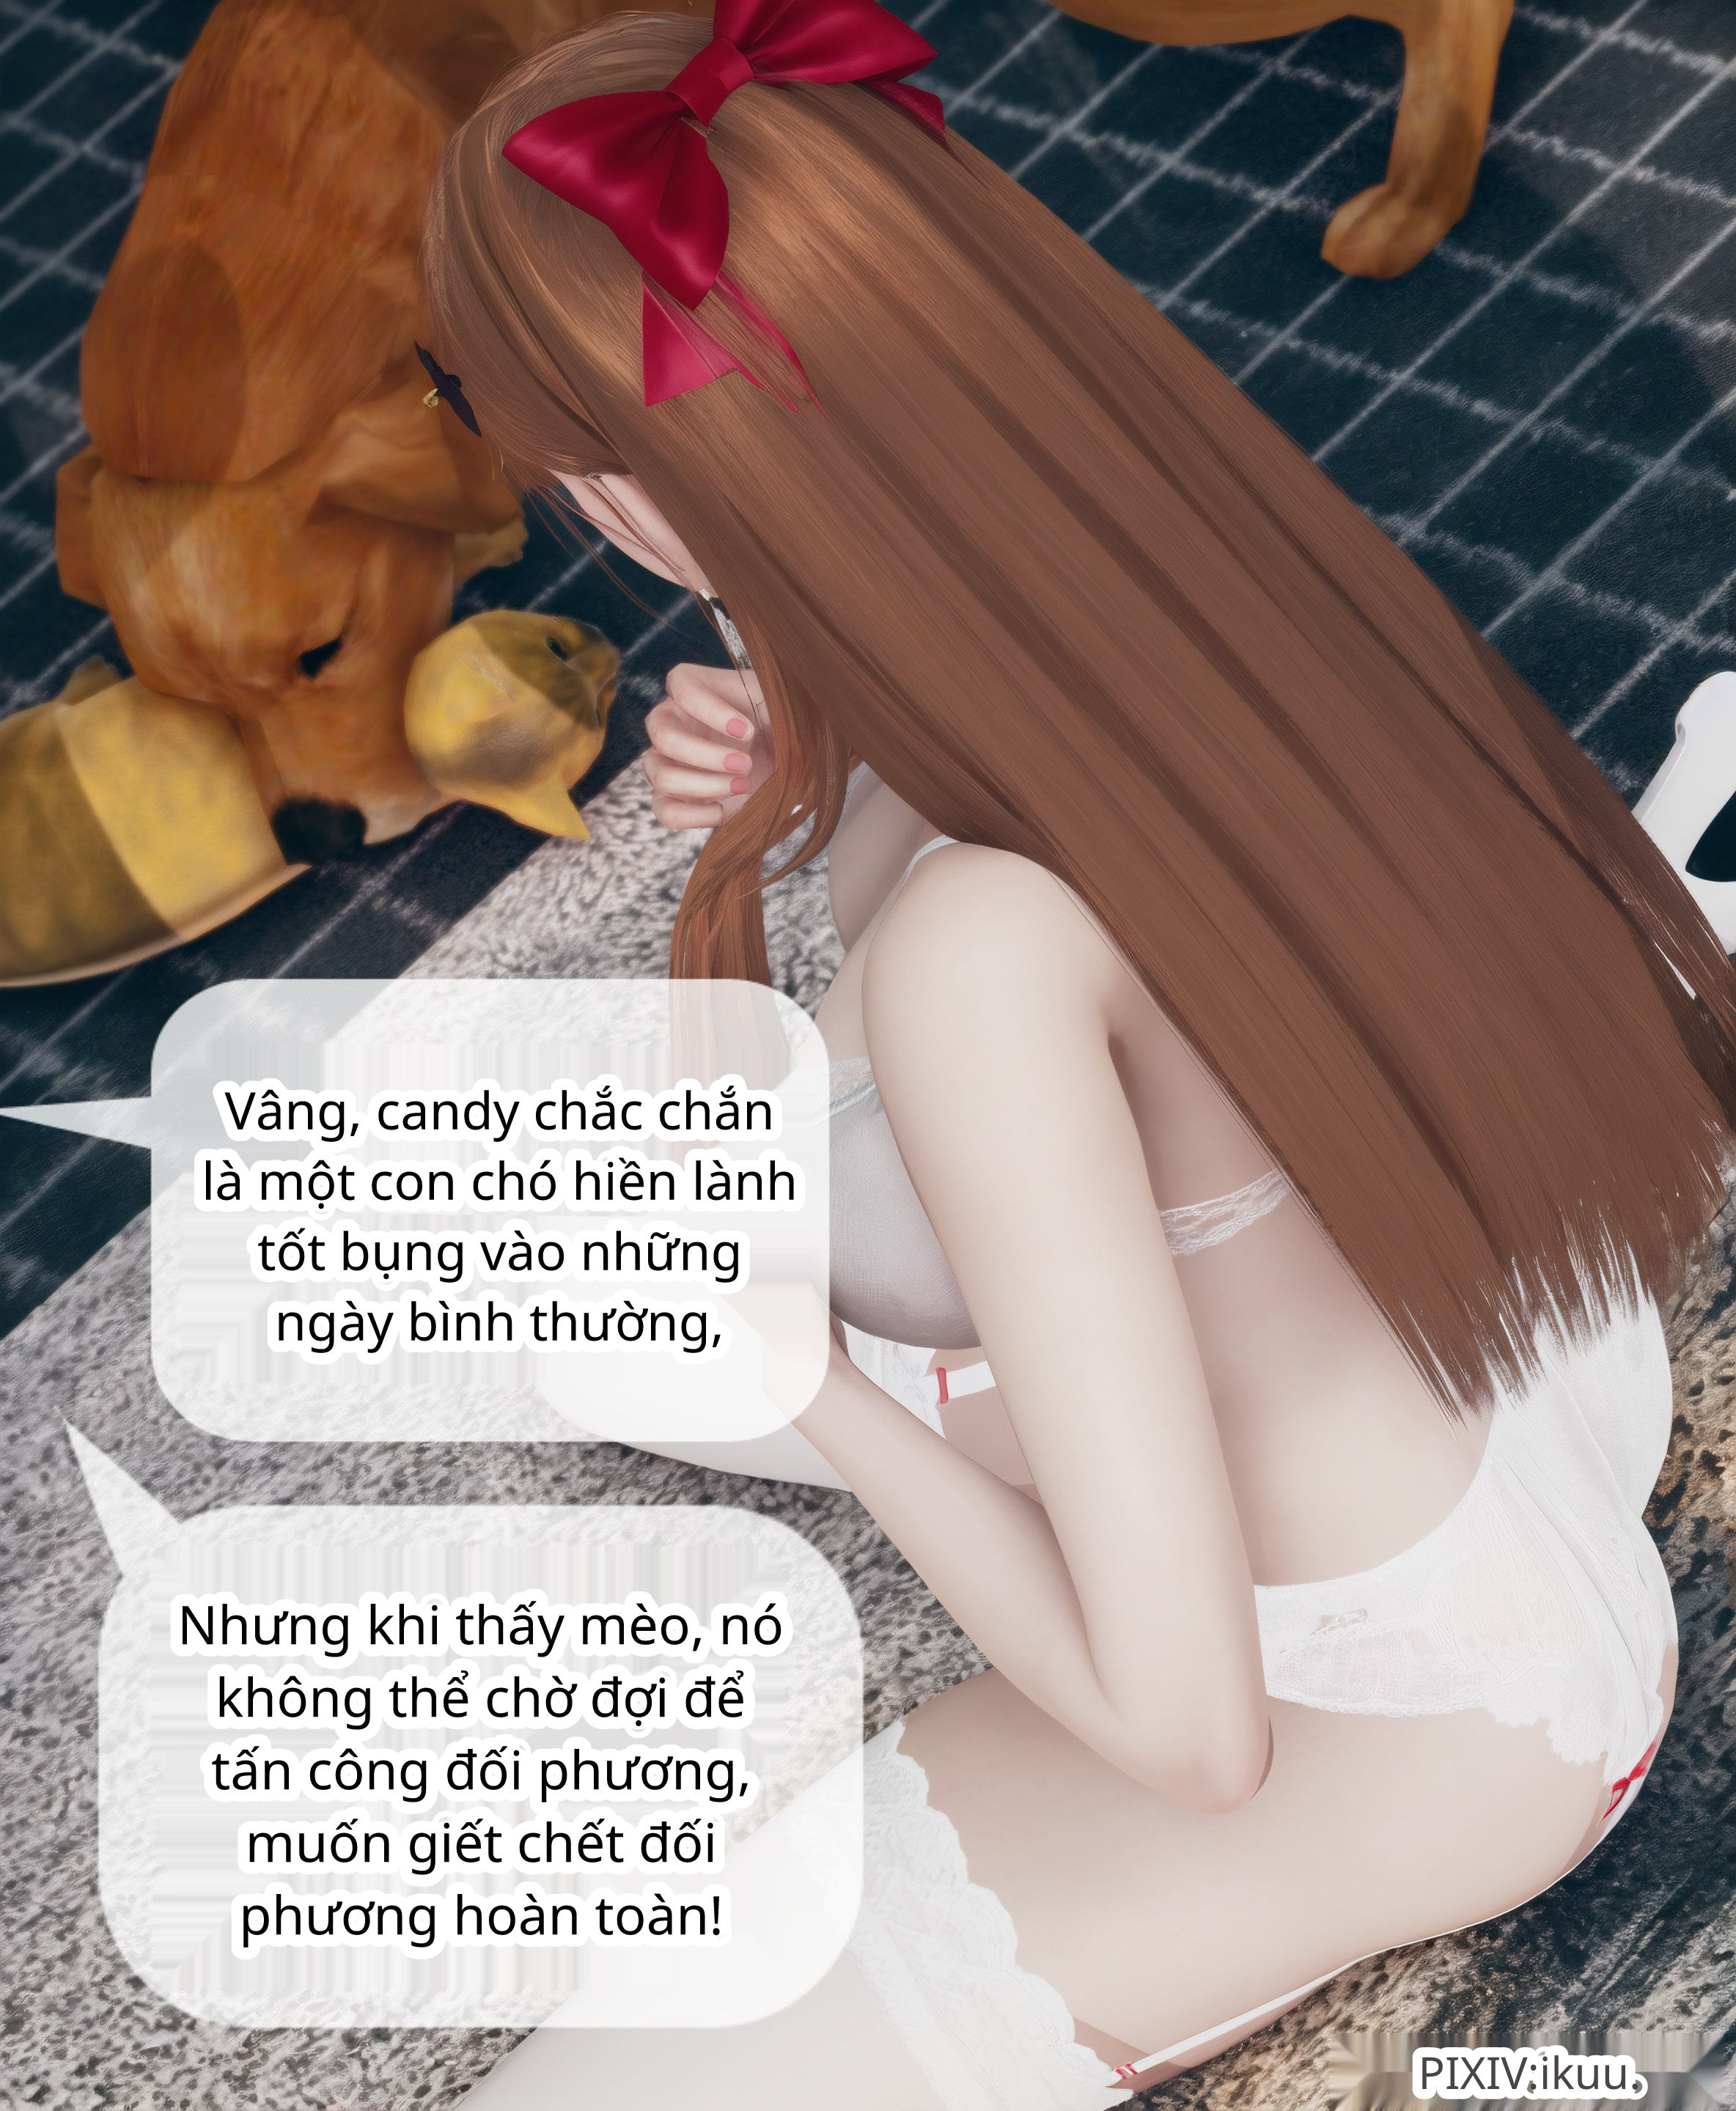 Vâng, candy chắc chắn
là một con chó hiền lành
tốt bụng vào những
ngày bình thường,
Nhưng khi thấy mèo, nó
không thể chờ đợi để
tấn công đối phương,
muốn giết chết đối
phương hoàn toàn!
PIXIV:ikuu.